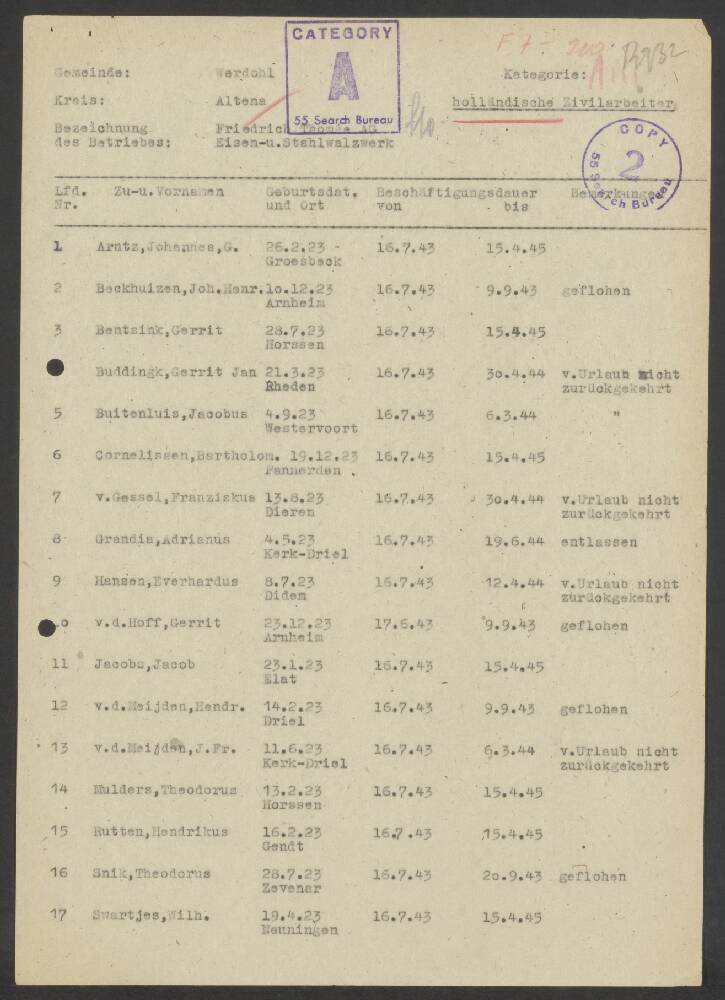 CATEGORY
A
55 Search Bureau
Gemeinde: Werdohl Kategorie:
Kreis: Altena holländische Zivilarbeiter
Bezeichnung Friedrich Thomée AG
des Betriebes: Eisen-u.Stahlwalzwerk
COPY
2
55 Search Bureau
Lfd. Zu-u.Vornamen Geburtsdat. Beschäftigungsdauer Bemerkungen
Nr. und Ort von - bis
1 Arntz,Johannes,G. 26.2.23 - 16.7.43 15.4.45
Groesbeck
2 Beckhuizen,Joh.Henr.1o.12.23 16.7.43 9.9.43 geflohen
Arnheim
3 Bentsink,Gerrit 28.7.23 16.7.43 15.4.45
Horssen
Buddingk,Gerrit Jan 21.3.23 16.7.43 3o.4.44 v.Urlaub nicht
Rheden zurückgekehrt
5 Buitenluis,Jacobus 4.9.23 16.7.43 6.3.44 "
Westervoort
6 Cornelissen,Bartholom. 19.12.23 16.7.43 15.4.45
Pannerden
7 v.Gessel,Franziskus 13.8.23 16.7.43 3o.4.44 v.Urlaub nicht
Dieren zurückgekehrt
8 Grandia,Adrianus 4.5.23 16.7.43 19.6.44 entlassen
Kerk-Driel
9 Hansen,Everhardus 8.7.23 16.7.43 12.4.44 v.Urlaub nicht
Didem zurückgekehrt
o v.d.Hoff,Gerrit 23.12.23 17.6.43 9.9.43 geflohen
Arnheim
11 Jacobs,Jacob 23.1.23 16.7.43 15.4.45
Elst
12 v.d.Meijden,Hendr. 14.2.23 16.7.43 9.9.43 geflohen
Driel
13 v.d.Meijden,J.Fr. 11.6.23 16.7.43 6.3.44 v.Urlaub nicht
Kerk-Driel zurückgekehrt
14 Mulders,Theodorus 13.2.23 16.7.43 15.4.45
Horssen
15 Rutten,Hendrikus 16.2.23 16.7.43 15.4.45
Gendt
16 Snik,Theodorus 28.7.23 16.7.43 2o.9.43 geflohen
Zevenar
17 Swartjes,Wilh. 19.4.23 16.7.43 15.4.45
Neuningen